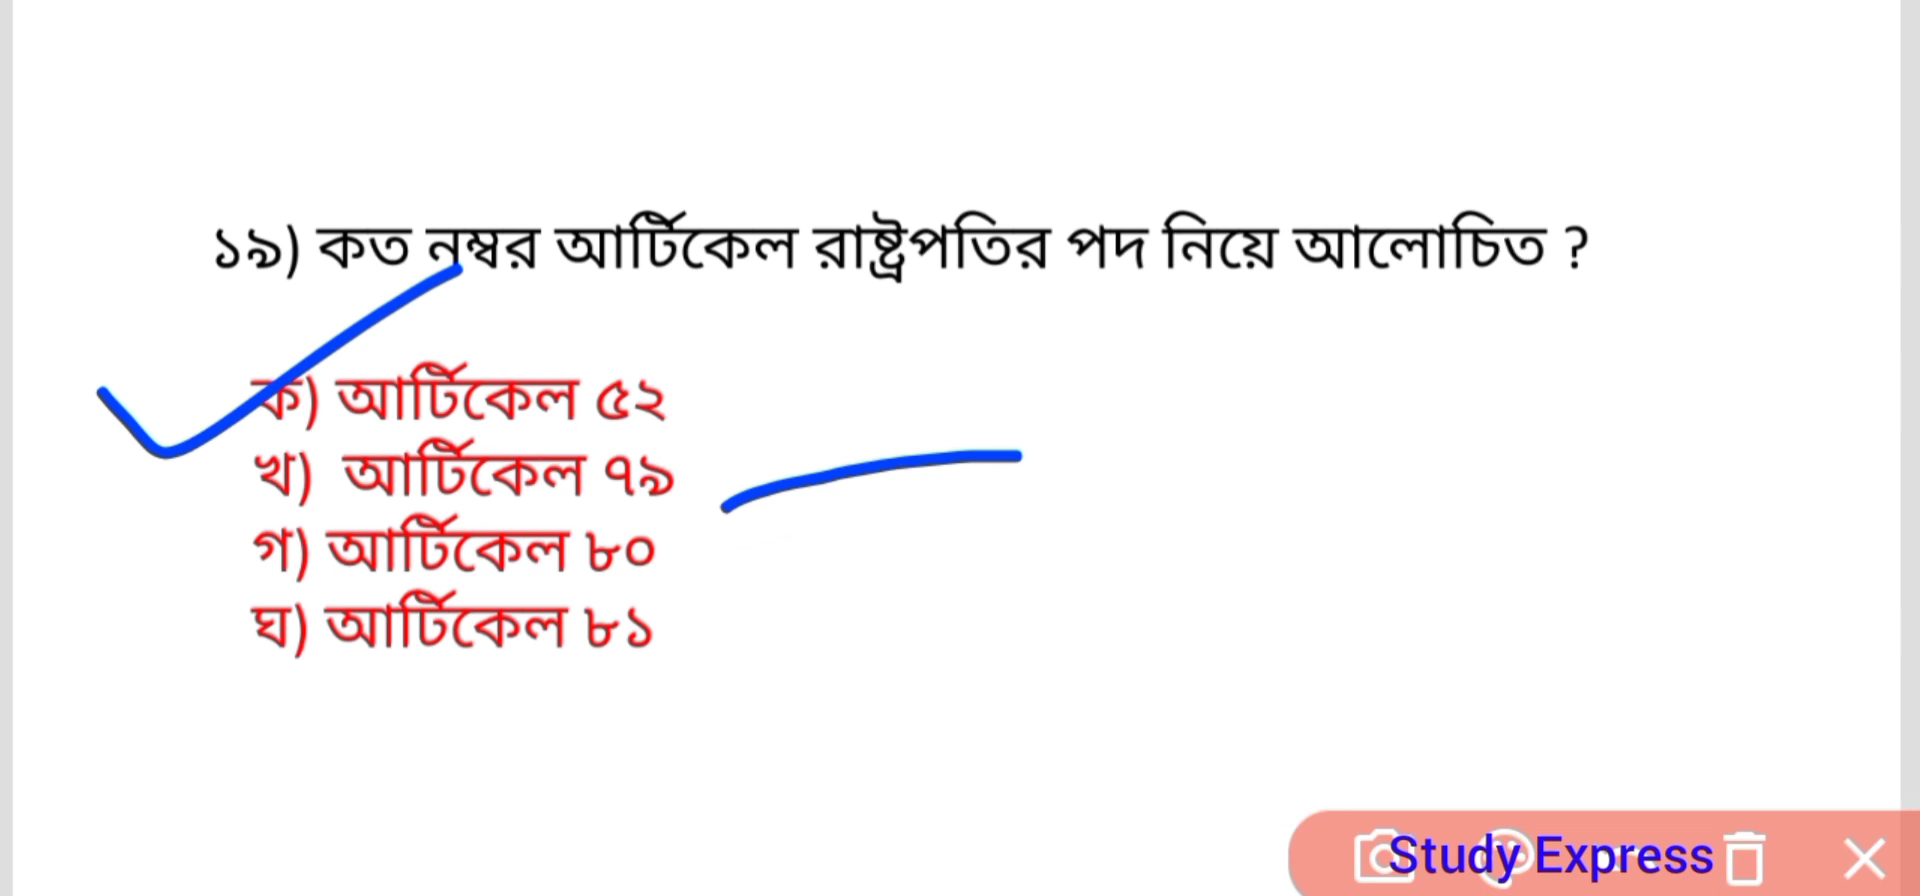 ১৯) কত নম্বর আর্টিকেল রাষ্ট্রপতির পদ নিয়ে আলোচিত ?
ক) আর্টিকেল ৫২
খ) আর্টিকেল ৭৯
গ) আর্টিকেল ৮০
ঘ) আর্টিকেল ৮১
Study Express